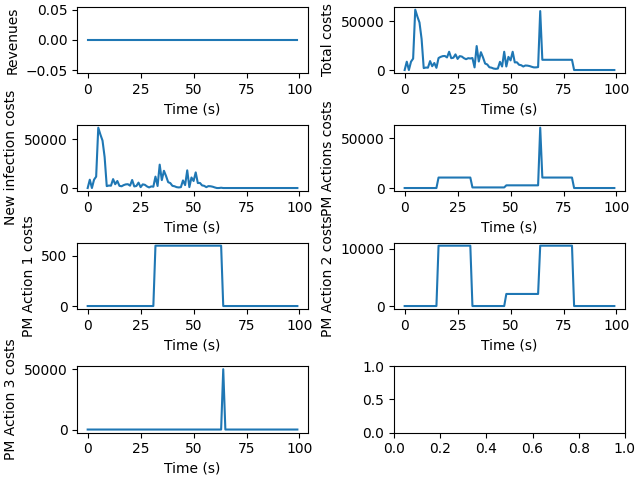 Revenues
0.05
0.00
−0.05
0 25 50 75 100
Time (s)
Total costs
50000
0
0 25 50 75 100
Time (s)
New infection costs
50000
0
0 25 50 75 100
Time (s)
PM Actions costs
50000
0
0 25 50 75 100
Time (s)
PM Action 1 costs
500
0
0 25 50 75 100
Time (s)
PM Action 2 costs
10000
0
0 25 50 75 100
Time (s)
PM Action 3 costs
50000
0
0 25 50 75 100
Time (s)
1.0
0.5
0.0
0.0 0.2 0.4 0.6 0.8 1.0